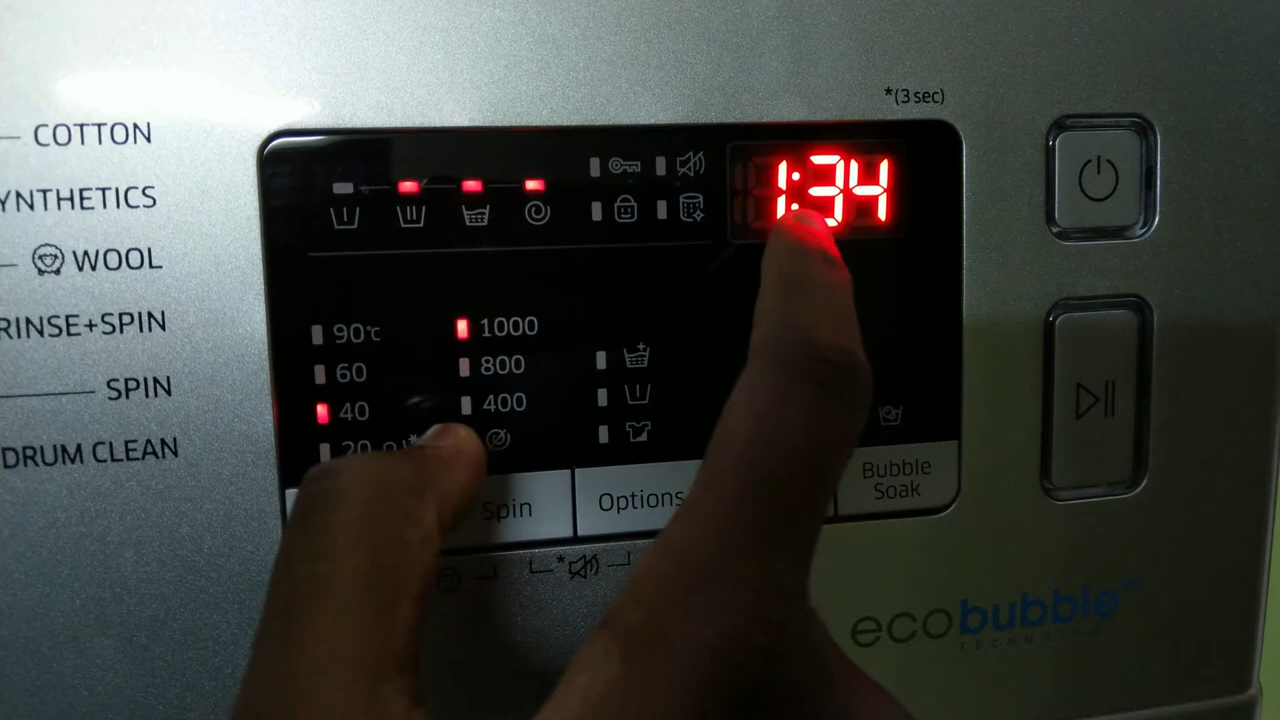 *(3 sec)
COTTON
YNTHETICS
WOOL
RINSE+SPIN
SPIN
DRUM CLEAN
1:34
90℃
60
40
20
1000
800
400
Spin
Options
Bubble
Soak
ecobubble
TECHNOLOGY